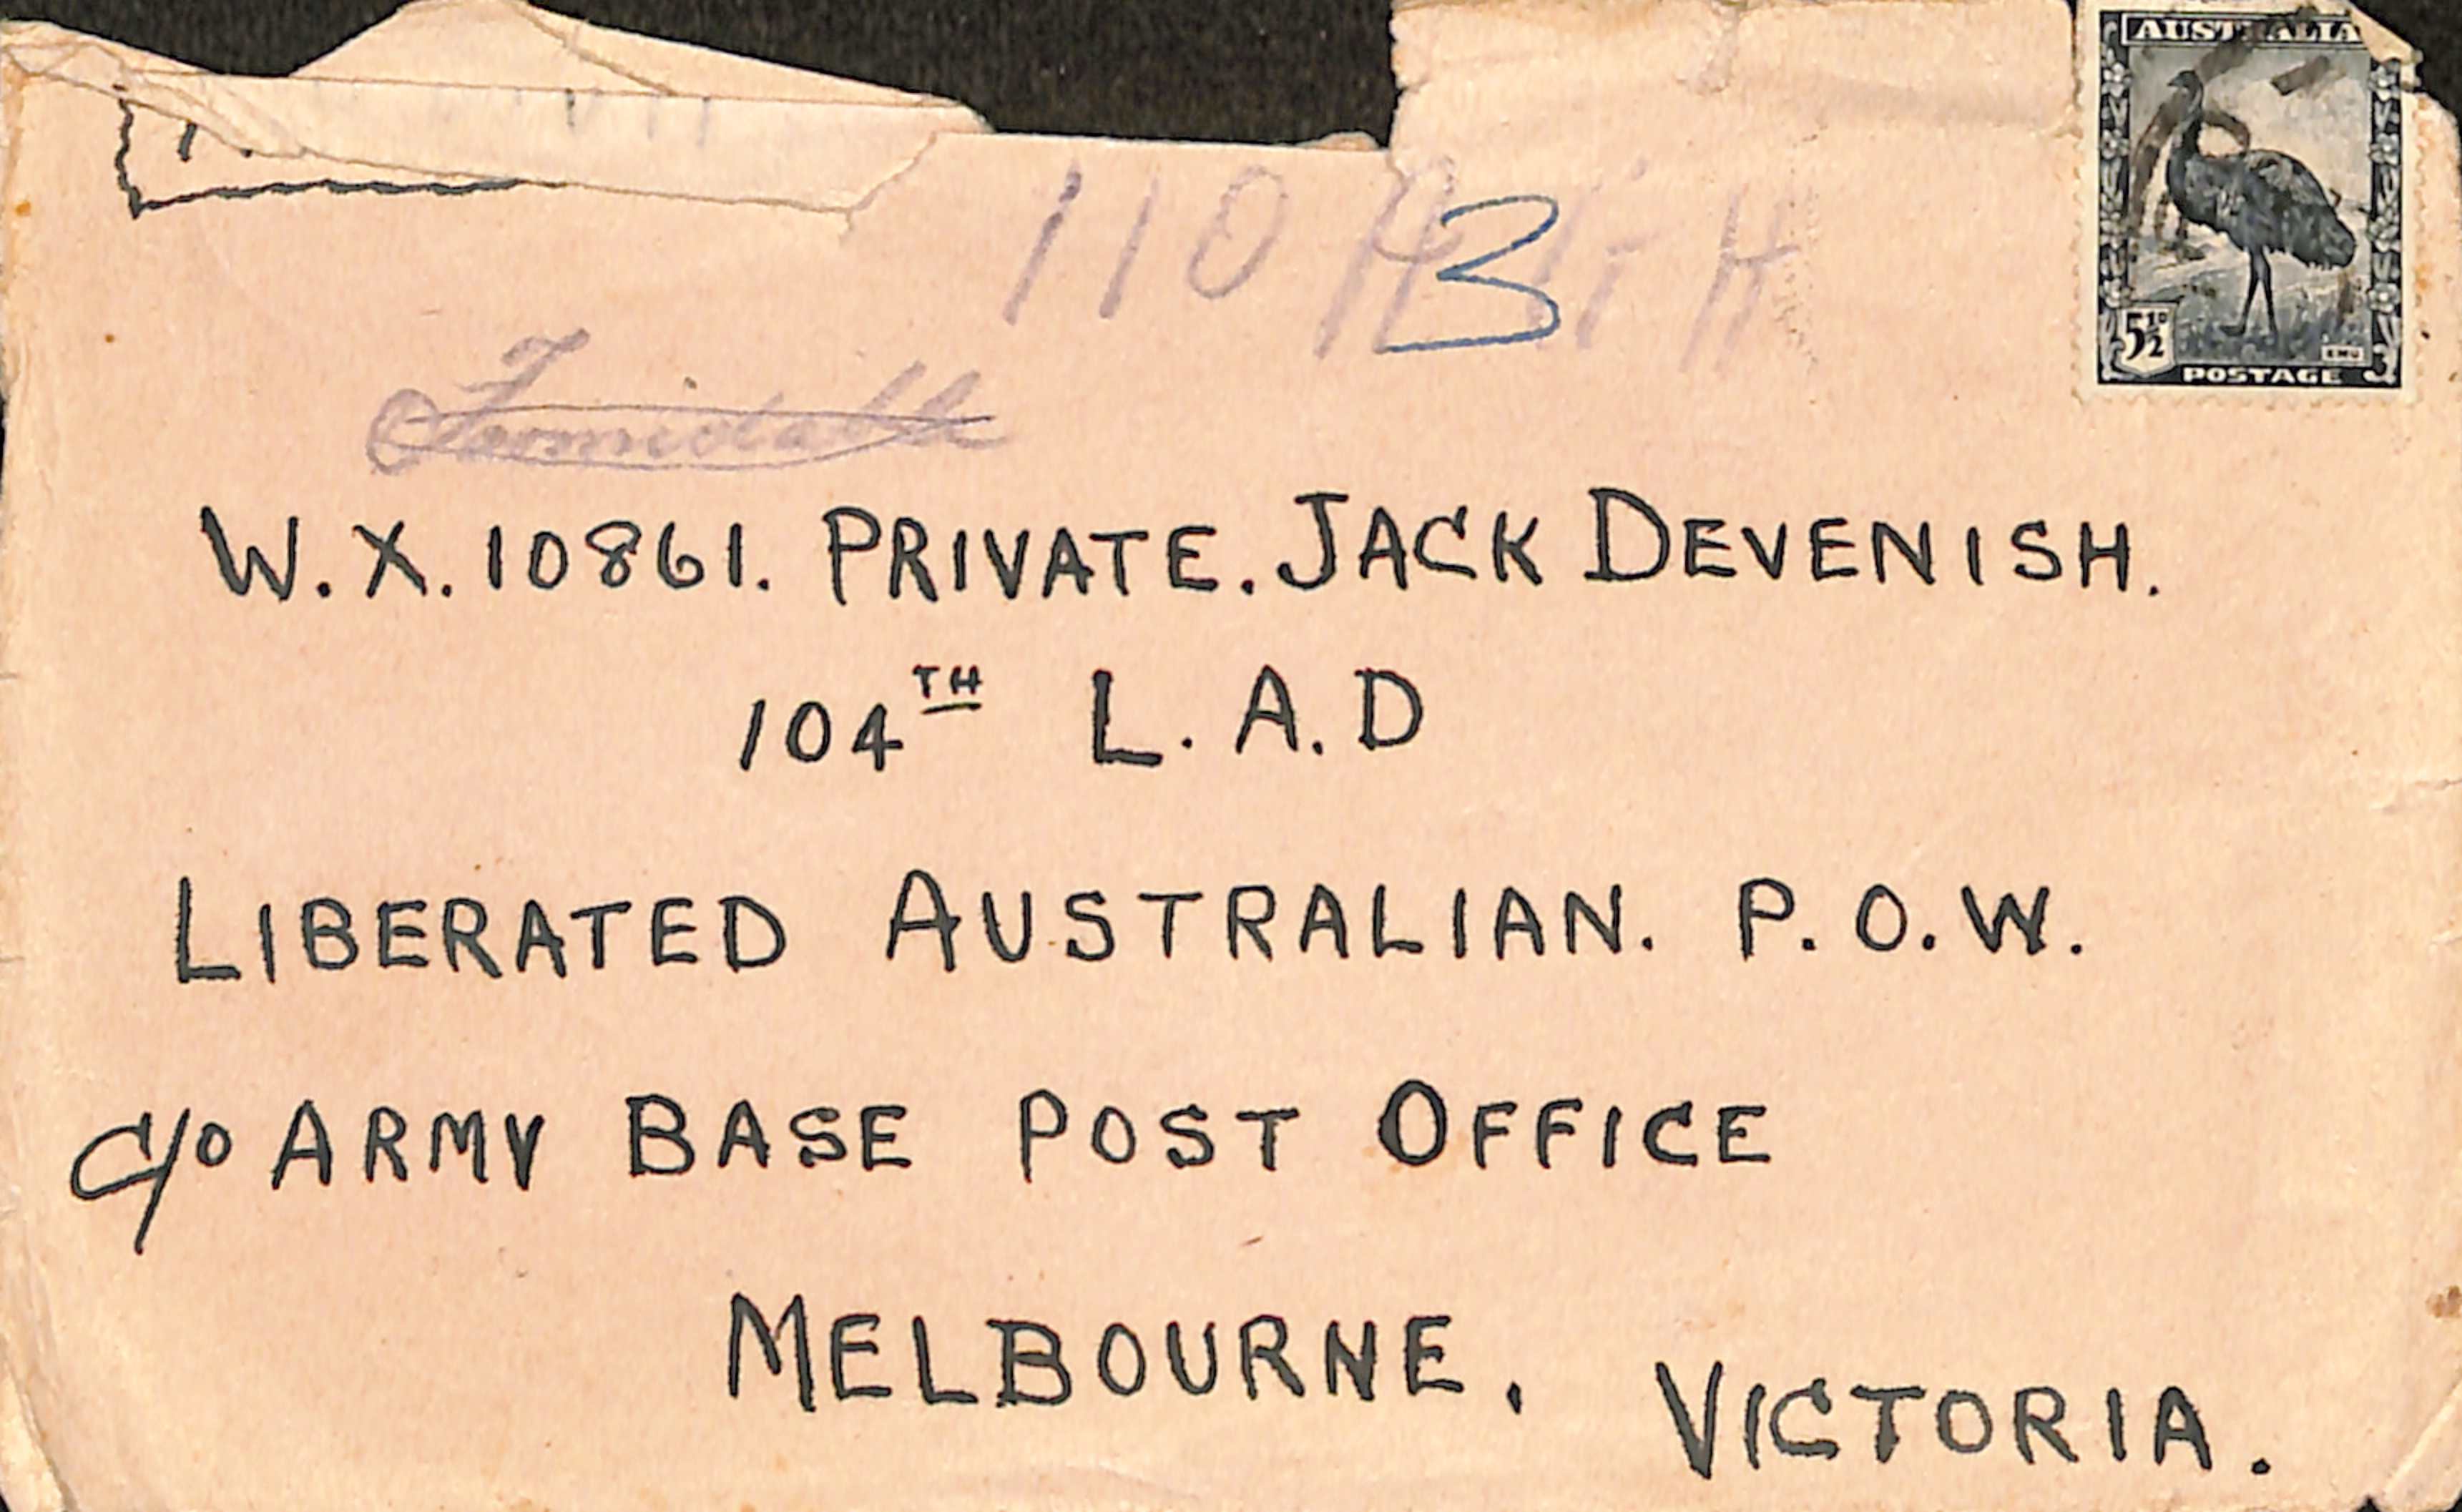 AUSTRALIA
5½D
EMU
POSTAGE
110
3
W.X.10861. PRIVATE. JACK DEVENISH.
104TH L.A.D
LIBERATED AUSTRALIAN. P.O.W.
C/O ARMY BASE POST OFFICE
MELBOURNE. VICTORIA.